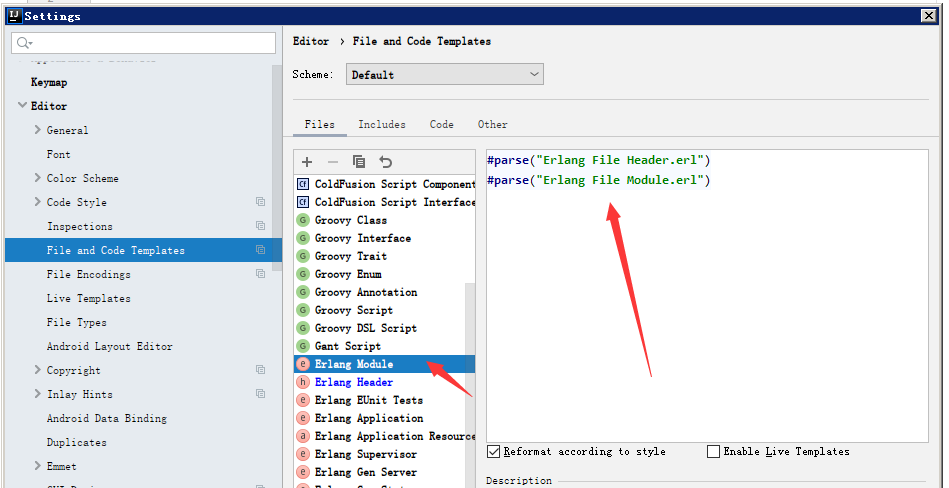 IJ Settings
Keymap
Editor
General
Font
Color Scheme
Code Style
Inspections
File and Code Templates
File Encodings
Live Templates
File Types
Android Layout Editor
Copyright
Inlay Hints
Android Data Binding
Duplicates
Emmet
Editor › File and Code Templates
Scheme: Default
Files Includes Code Other
Cf ColdFusion Script Component
Cf ColdFusion Script Interface
G Groovy Class
G Groovy Interface
G Groovy Trait
G Groovy Enum
G Groovy Annotation
G Groovy Script
G Groovy DSL Script
G Gant Script
e Erlang Module
h Erlang Header
e Erlang EUnit Tests
e Erlang Application
a Erlang Application Resource
e Erlang Supervisor
e Erlang Gen Server
#parse("Erlang File Header.erl")
#parse("Erlang File Module.erl")
Reformat according to style Enable Live Templates
Description